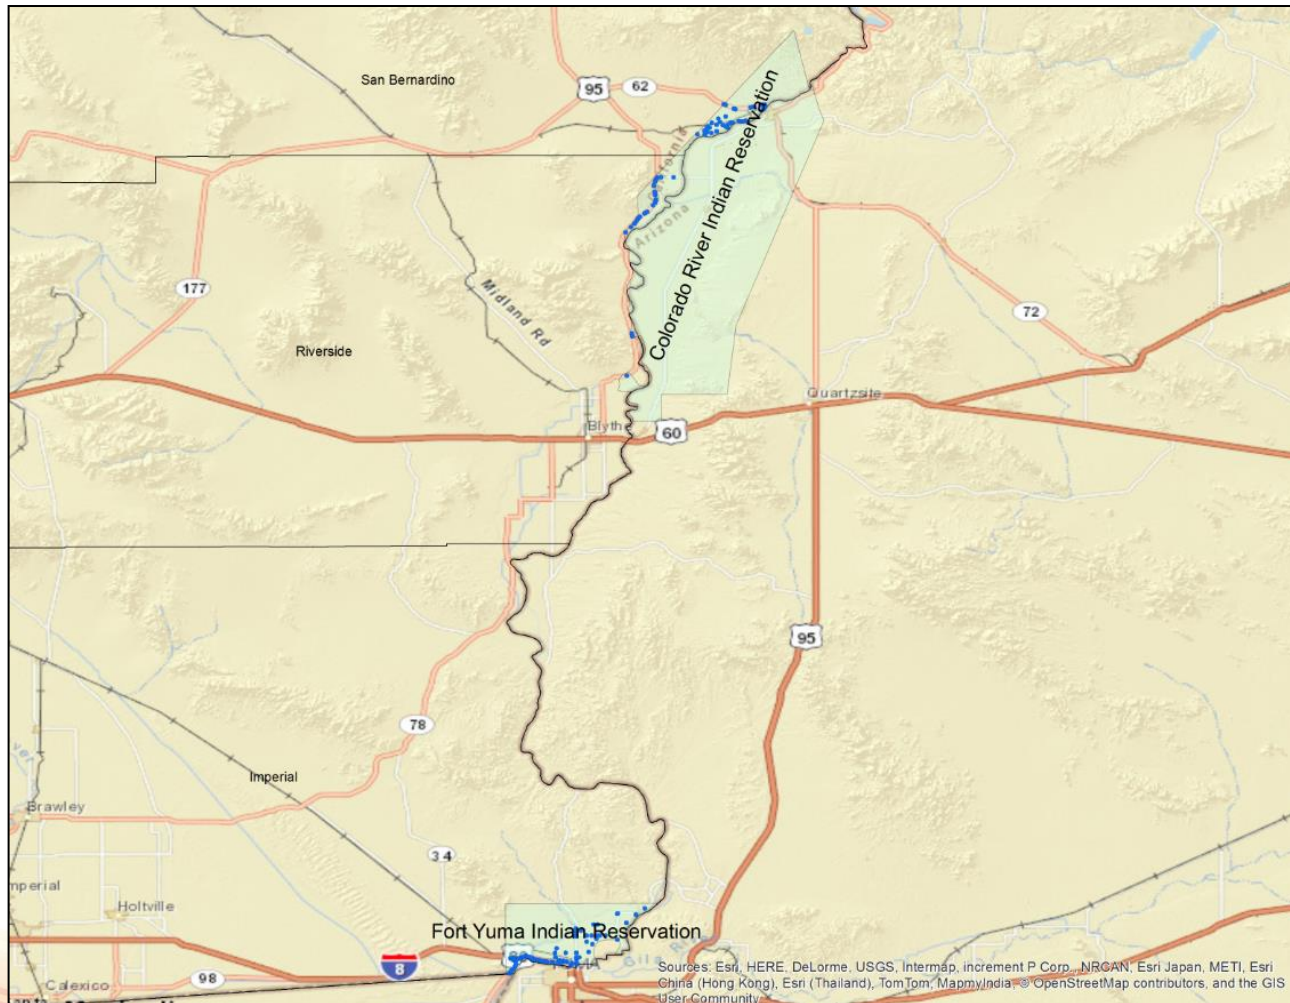 San Bernardino
95
62
Colorado River Indian Reservation
California
Arizona
177
Midland Rd
72
Riverside
Quartzsite
Blyth
60
95
78
Imperial
Brawley
34
mperial
Holtville
Fort Yuma Indian Reservation
8
98
Calexico
Gila
Sources: Esri, HERE, DeLorme, USGS, Intermap, increment P Corp., NRCAN, Esri Japan, METI, Esri
China (Hong Kong), Esri (Thailand), TomTom, MapmyIndia, © OpenStreetMap contributors, and the GIS
User Community